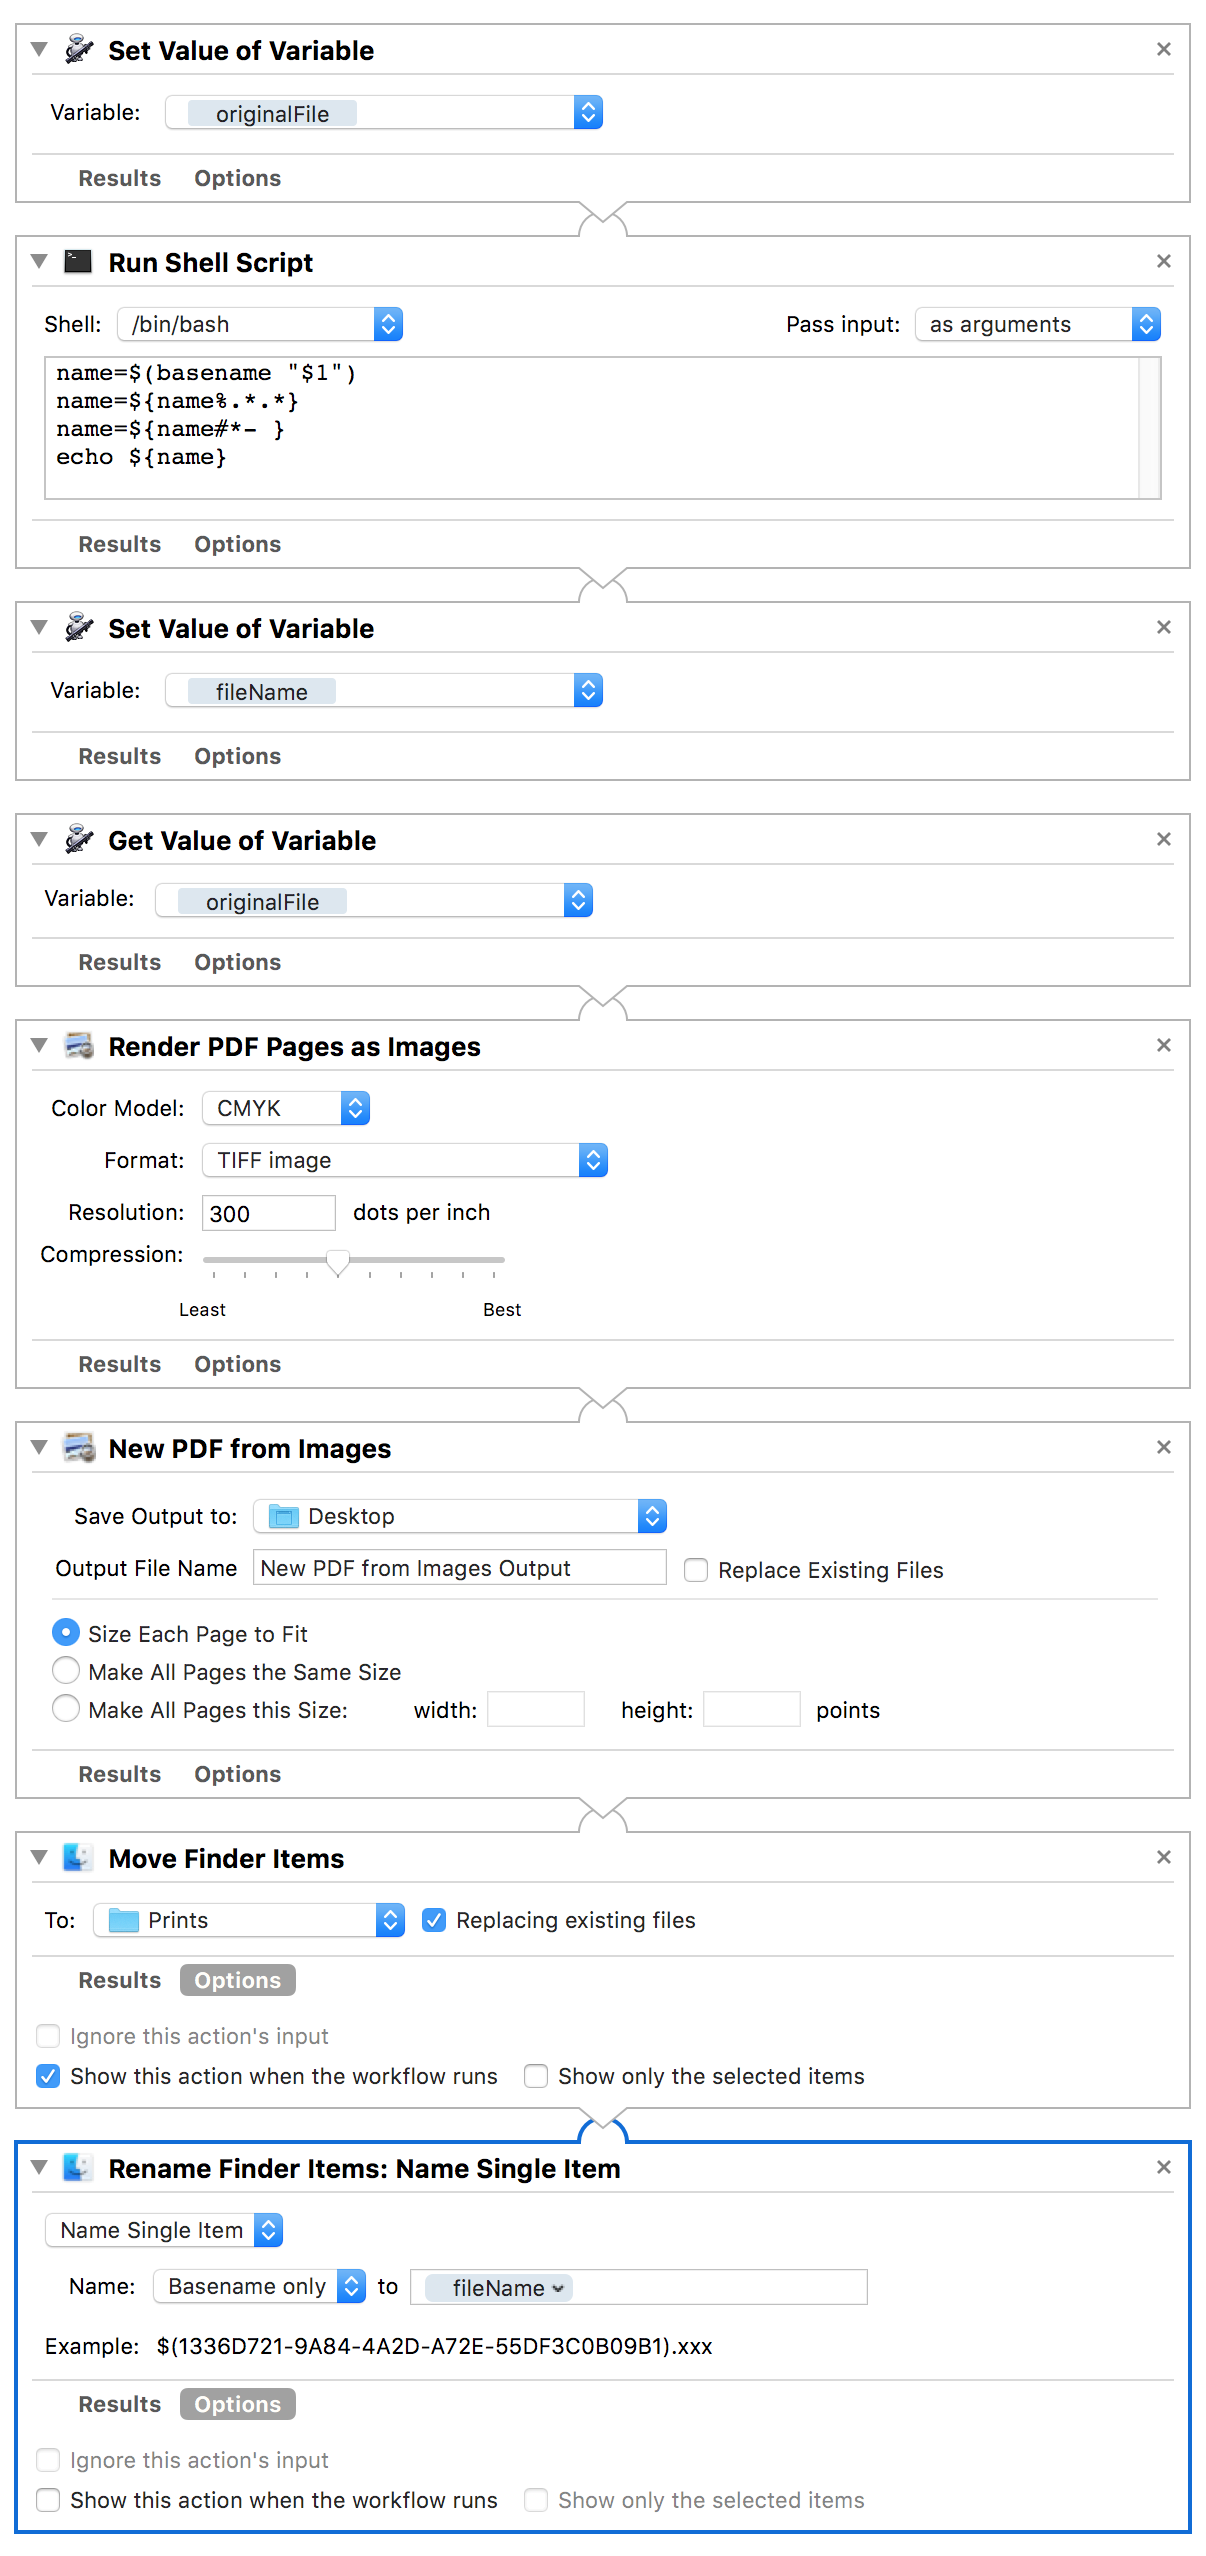 Set Value of Variable
Variable: originalFile
Results Options
Run Shell Script
Shell: /bin/bash Pass input: as arguments
name=$(basename "$1")
name=${name%.*.*}
name=${name#*- }
echo ${name}
Results Options
Set Value of Variable
Variable: fileName
Results Options
Get Value of Variable
Variable: originalFile
Results Options
Render PDF Pages as Images
Color Model: CMYK
Format: TIFF image
Resolution: 300 dots per inch
Compression:
Least Best
Results Options
New PDF from Images
Save Output to: Desktop
Output File Name New PDF from Images Output Replace Existing Files
Size Each Page to Fit
Make All Pages the Same Size
Make All Pages this Size: width: height: points
Results Options
Move Finder Items
To: Prints Replacing existing files
Results Options
Ignore this action's input
Show this action when the workflow runs Show only the selected items
Rename Finder Items: Name Single Item
Name Single Item
Name: Basename only to fileName
Example: $(1336D721-9A84-4A2D-A72E-55DF3C0B09B1).xxx
Results Options
Ignore this action's input
Show this action when the workflow runs Show only the selected items